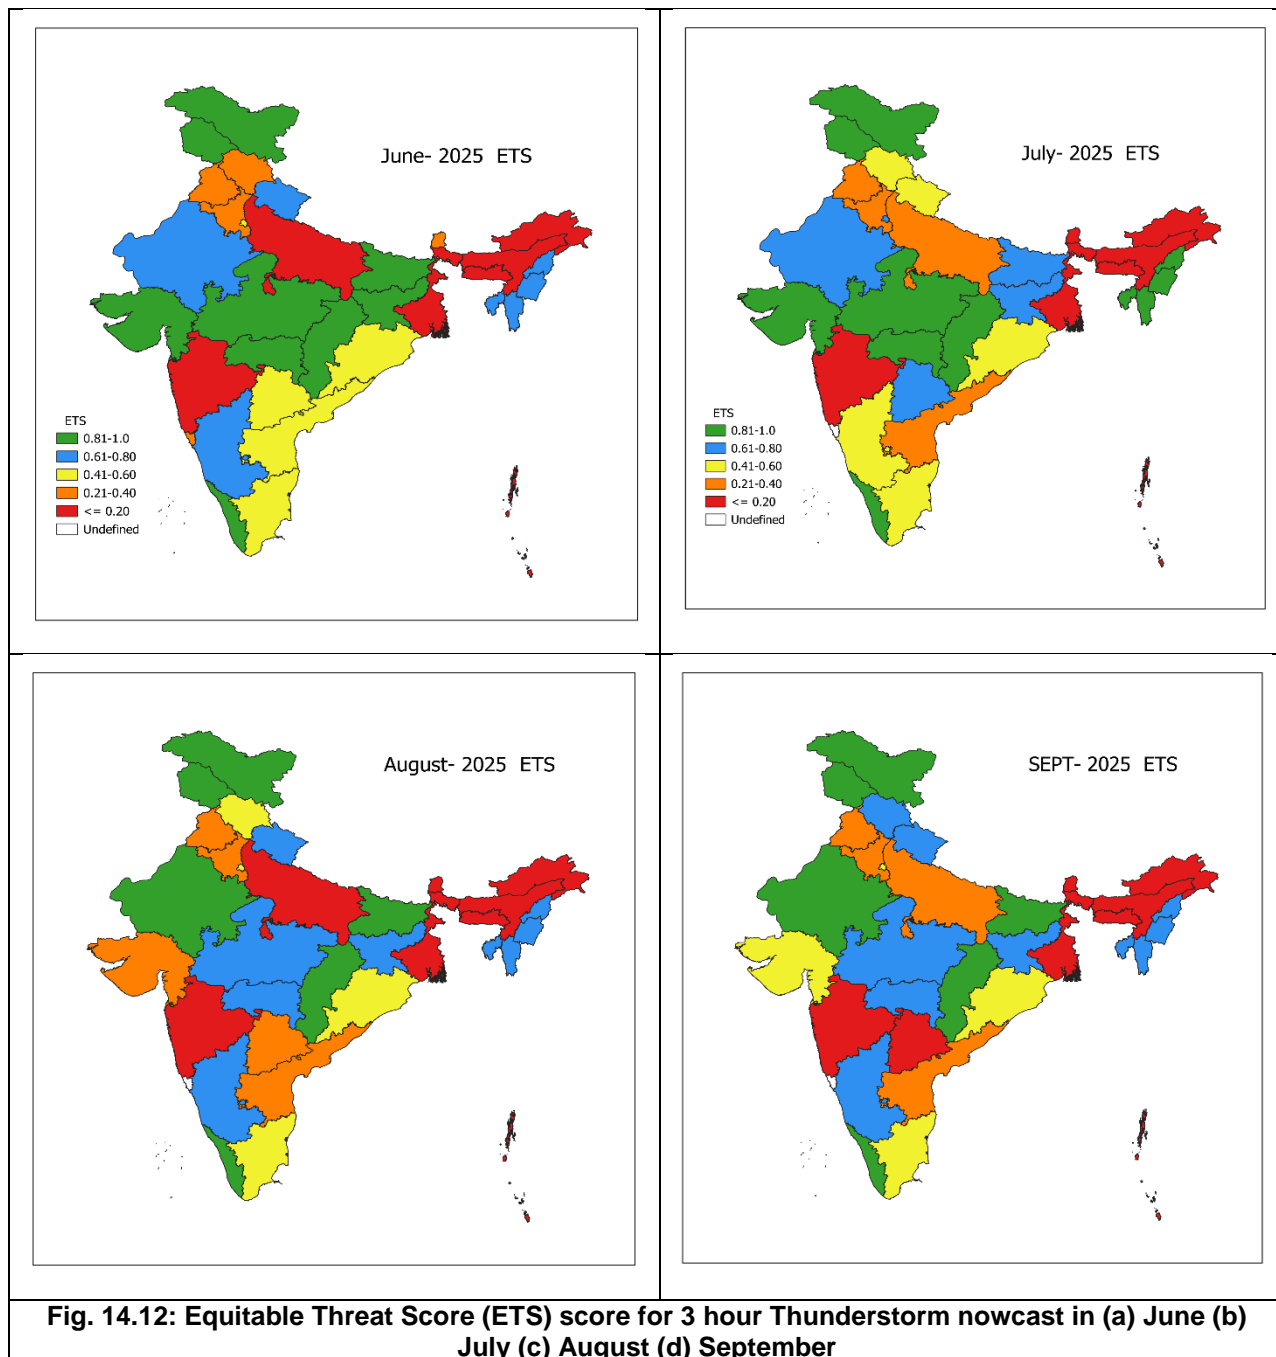 June- 2025 ETS
ETS
0.81-1.0
0.61-0.80
0.41-0.60
0.21-0.40
<= 0.20
Undefined
July- 2025 ETS
ETS
0.81-1.0
0.61-0.80
0.41-0.60
0.21-0.40
<= 0.20
Undefined
August- 2025 ETS
SEPT- 2025 ETS
Fig. 14.12: Equitable Threat Score (ETS) score for 3 hour Thunderstorm nowcast in (a) June (b)
July (c) August (d) September